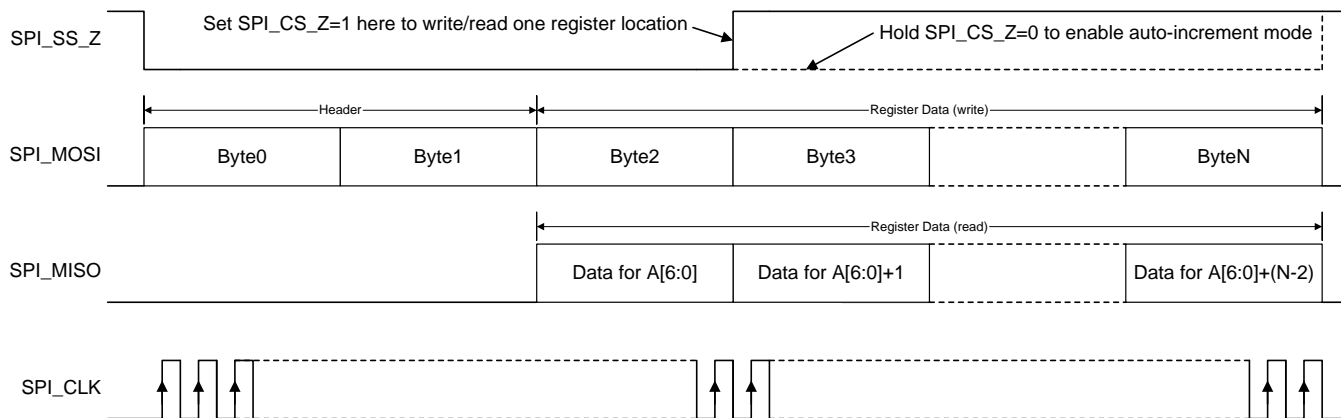 Set SPI_CS_Z=1 here to write/read one register location
SPI_SS_Z
Hold SPI_CS_Z=0 to enable auto-increment mode
Header
Register Data (write)
SPI_MOSI
Byte0
Byte1
Byte2
Byte3
ByteN
Register Data (read)
SPI_MISO
Data for A[6:0]
Data for A[6:0]+1
Data for A[6:0]+(N-2)
SPI_CLK